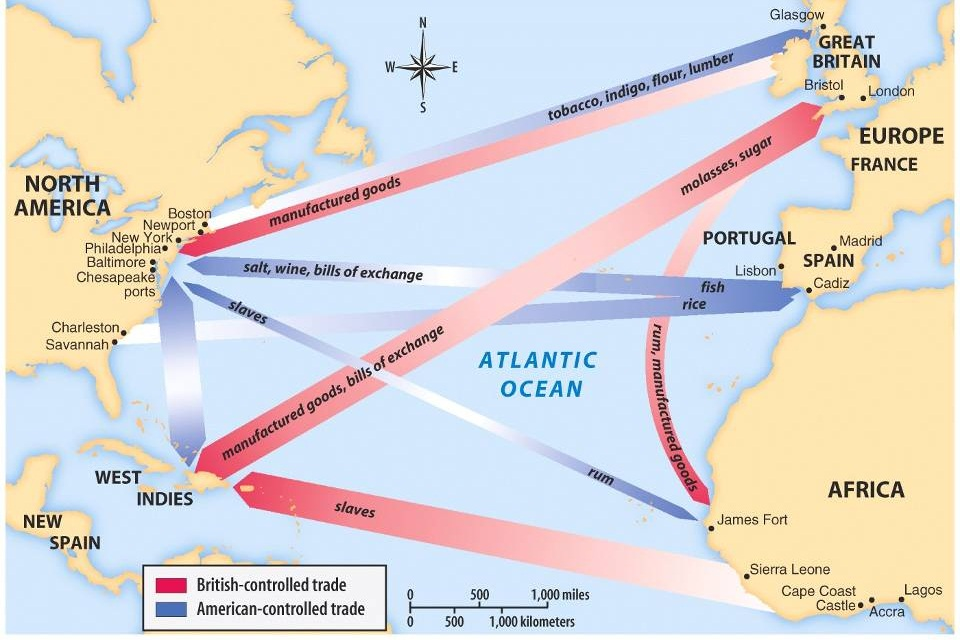 Glasgow
GREAT
BRITAIN
Bristol
London
EUROPE
FRANCE
N
W
E
S
tobacco, indigo, flour, lumber
manufactured goods
molasses, sugar
NORTH
AMERICA
Boston
Newport
New York
Philadelphia
Baltimore
Chesapeake
ports
Charleston
Savannah
salt, wine, bills of exchange
fish
rice
PORTUGAL
Madrid
SPAIN
Lisbon
Cadiz
slaves
manufactured goods, bills of exchange
ATLANTIC
OCEAN
rum, manufactured goods
rum
slaves
WEST
INDIES
NEW
SPAIN
AFRICA
James Fort
Sierra Leone
Cape Coast
Castle
Accra
Lagos
British-controlled trade
American-controlled trade
0 500 1,000 miles
0 500 1,000 kilometers